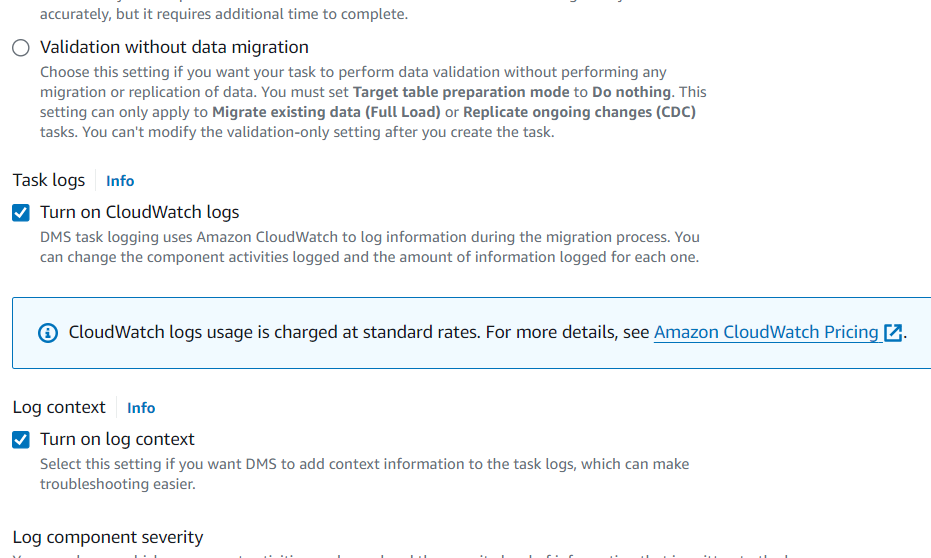 accurately, but it requires additional time to complete.
Validation without data migration
Choose this setting if you want your task to perform data validation without performing any
migration or replication of data. You must set Target table preparation mode to Do nothing. This
setting can only apply to Migrate existing data (Full Load) or Replicate ongoing changes (CDC)
tasks. You can't modify the validation-only setting after you create the task.
Task logs Info
Turn on CloudWatch logs
DMS task logging uses Amazon CloudWatch to log information during the migration process. You
can change the component activities logged and the amount of information logged for each one.
CloudWatch logs usage is charged at standard rates. For more details, see Amazon CloudWatch Pricing.
Log context Info
Turn on log context
Select this setting if you want DMS to add context information to the task logs, which can make
troubleshooting easier.
Log component severity